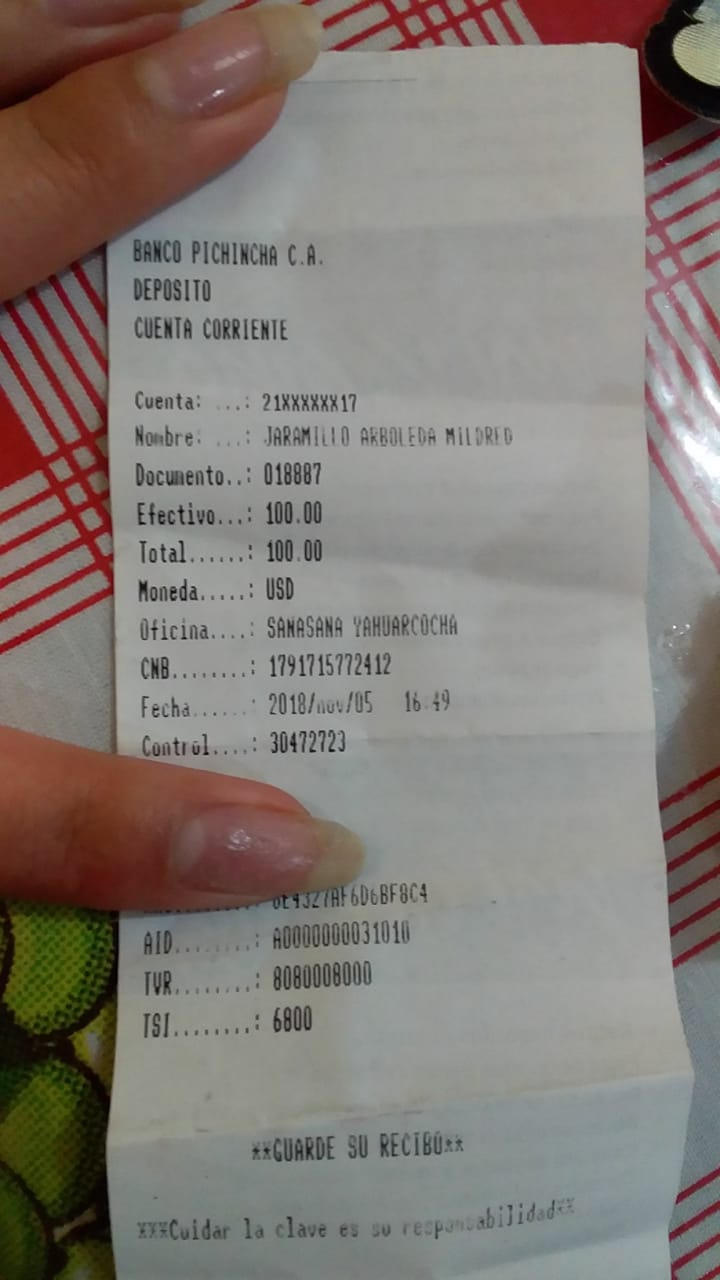 BANCO PICHINCHA C.A.
DEPOSITO
CUENTA CORRIENTE
Cuenta: ...: 21XXXXXX17
Nombre: ...: JARAMILLO ARBOLEDA MILDRED
Documento..: 018887
Efectivo...: 100.00
Total......: 100.00
Moneda.....: USD
Oficina....: SANASANA YAHUARCOCHA
CNB........: 1791715772412
Fecha......: 2018/nov/05 16:49
Control....: 30472723
6E4327AF6D6BF8C4
AID........: A0000000031010
TVR........: 8080008000
TSI........: 6800
**GUARDE SU RECIBO**
***Cuidar la clave es su responsabilidad**